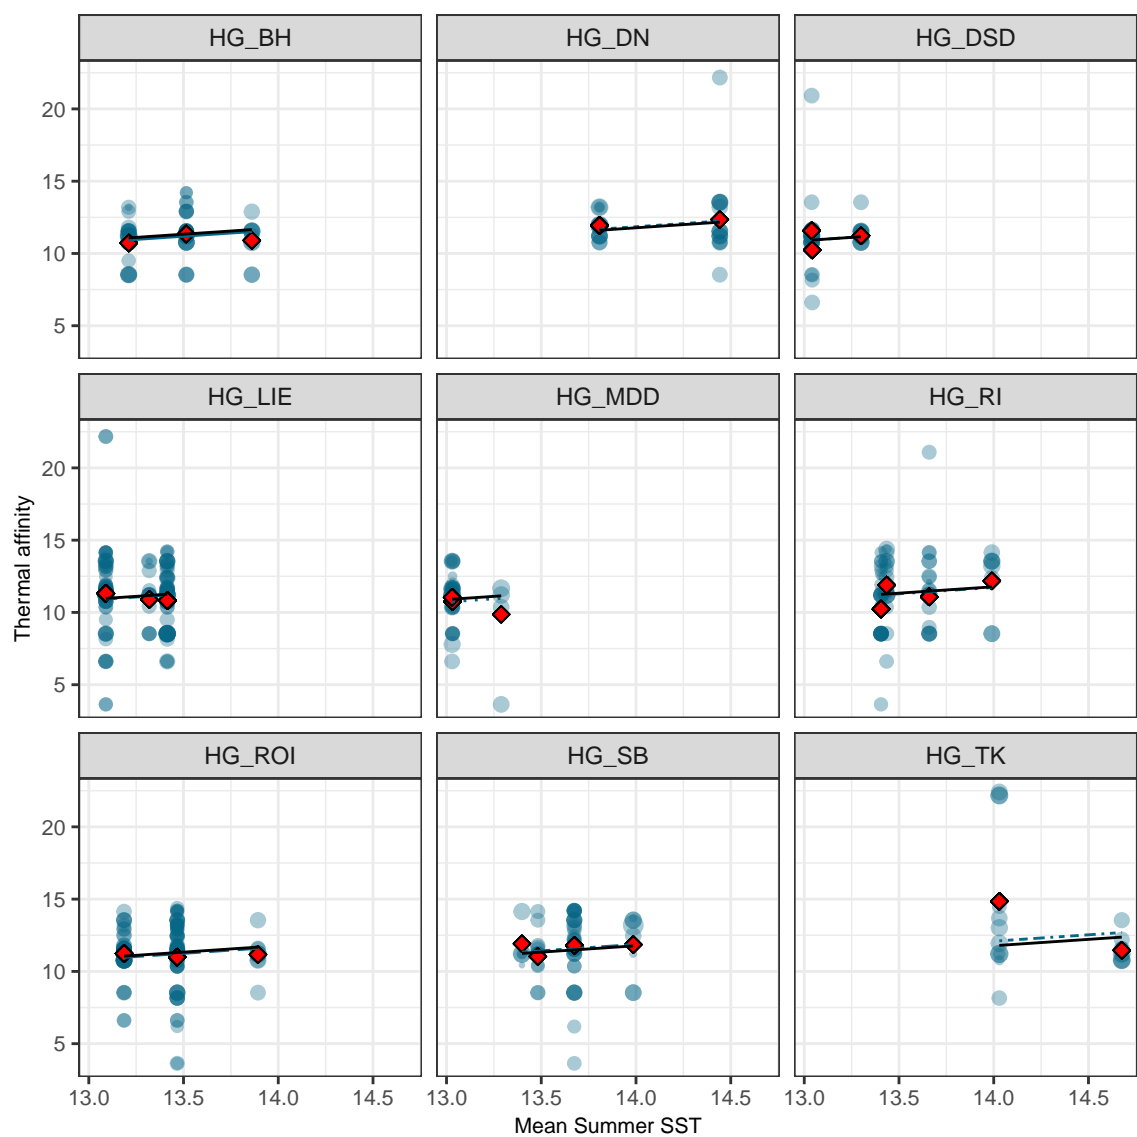 HG_BH HG_DN HG_DSD
20
15
10
5
HG_LIE HG_MDD HG_RI
20
15
10
5
Thermal affinity
HG_ROI HG_SB HG_TK
20
15
10
5
13.0 13.5 14.0 14.5 13.0 13.5 14.0 14.5 13.0 13.5 14.0 14.5
Mean Summer SST